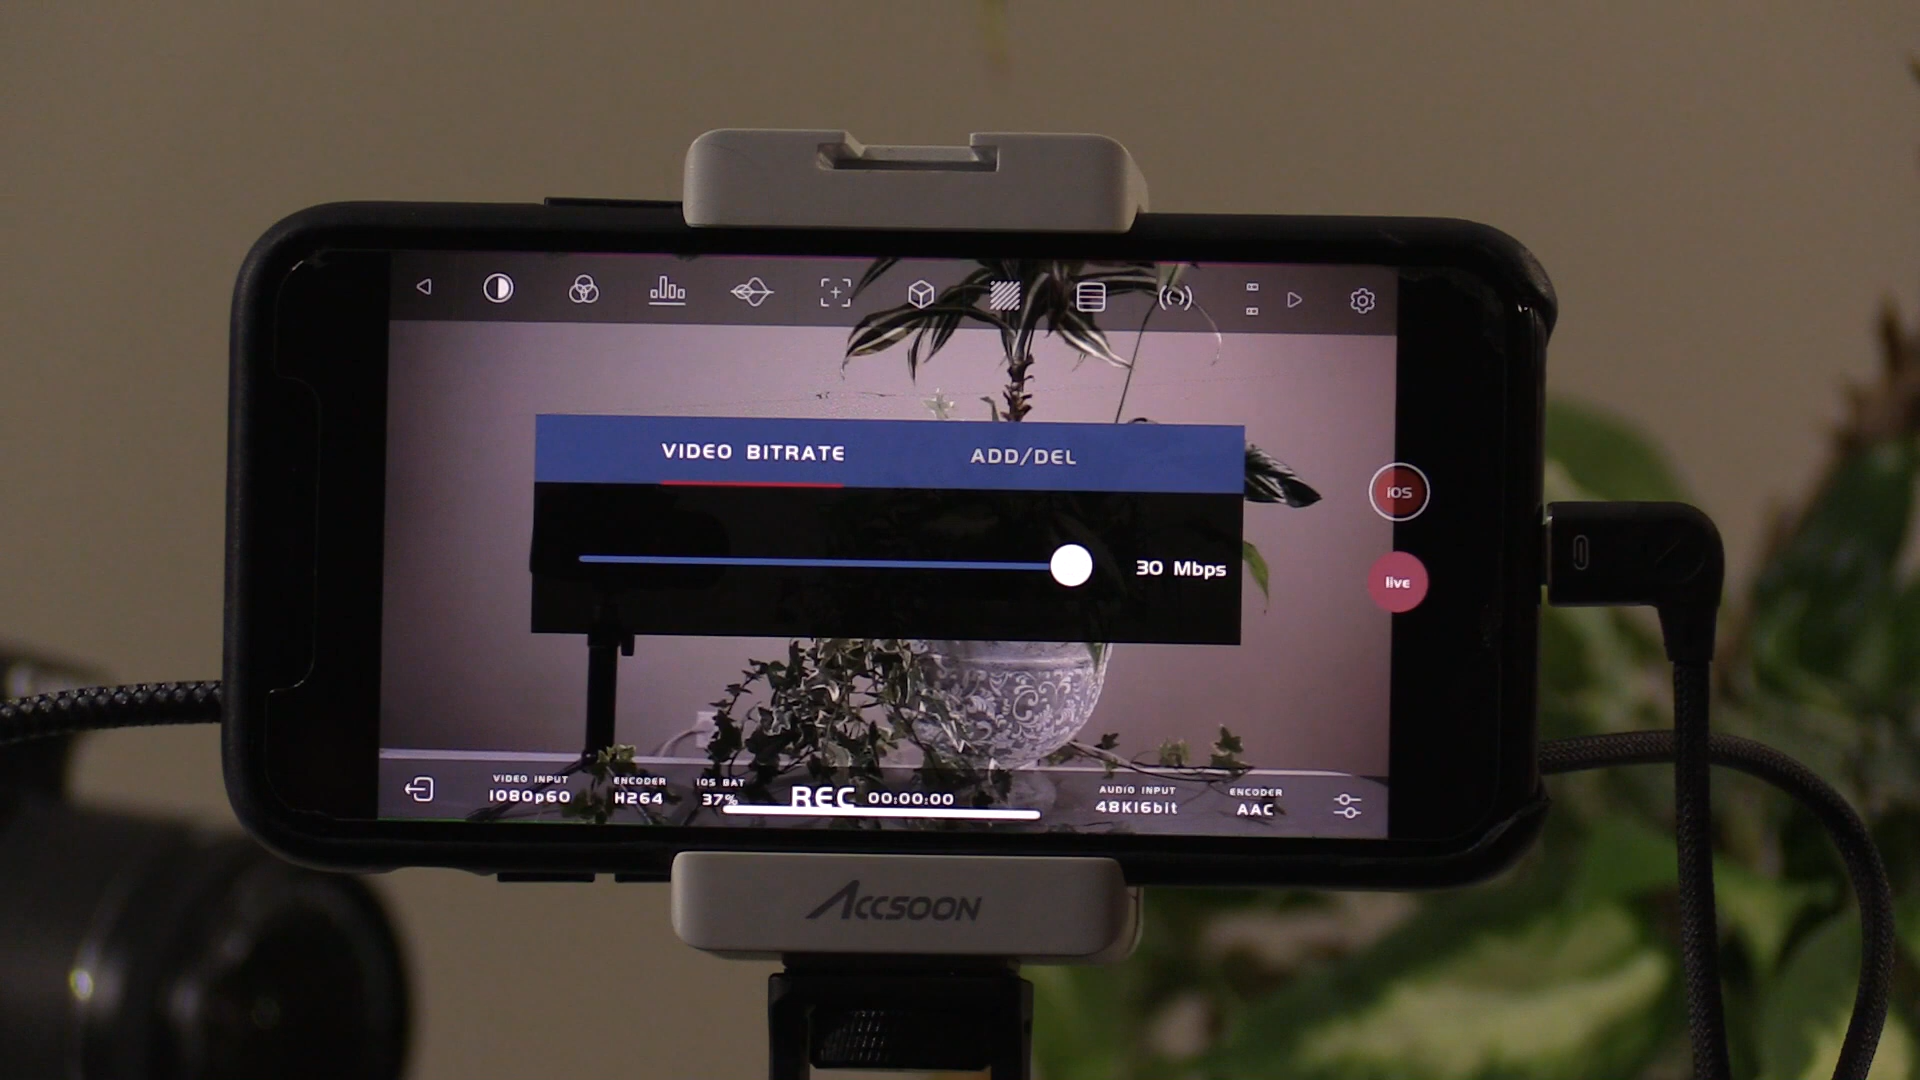 VIDEO BITRATE
ADD/DEL
30 Mbps
iOS
live
VIDEO INPUT
1080p60
ENCODER
H264
iOS BAT
37%
REC 00:00:00
AUDIO INPUT
48K16bit
ENCODER
AAC
ACCSOON